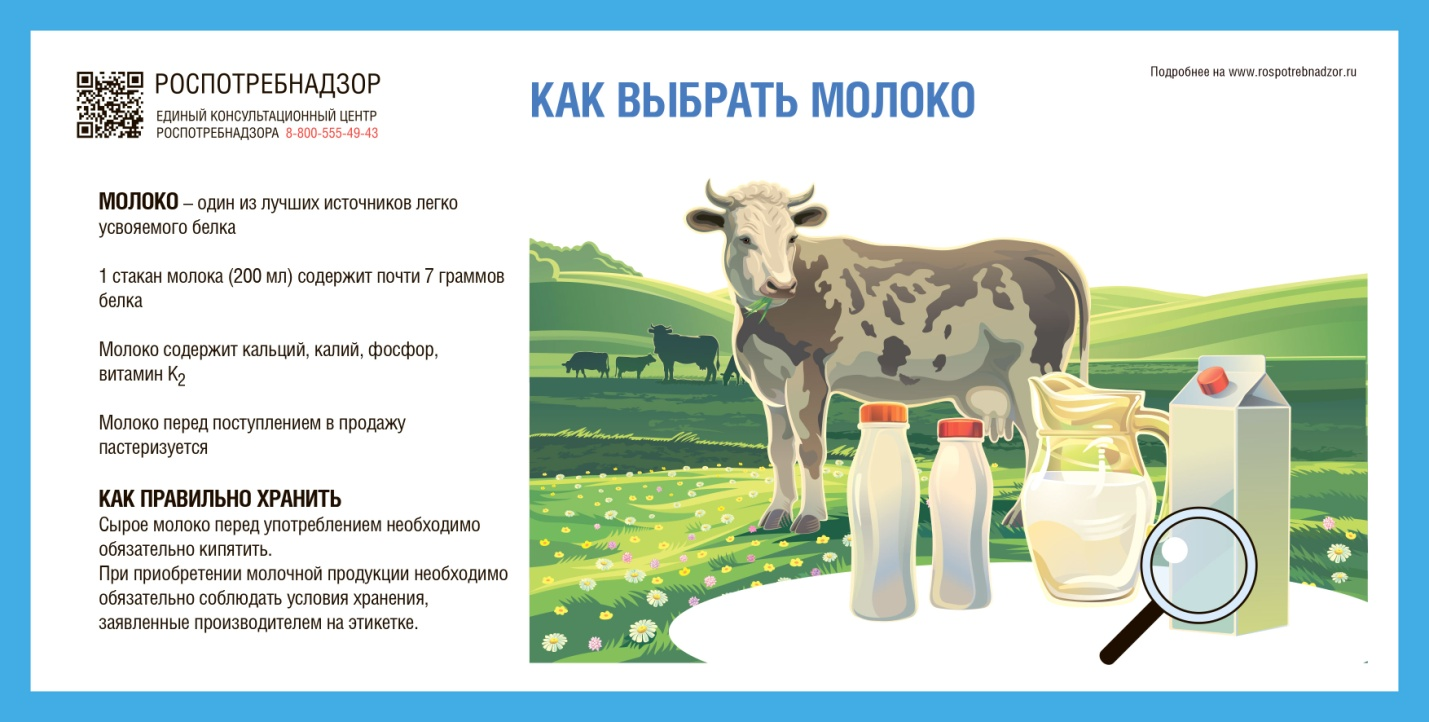 РОСПОТРЕБНАДЗОР
ЕДИНЫЙ КОНСУЛЬТАЦИОННЫЙ ЦЕНТР
РОСПОТРЕБНАДЗОРА 8-800-555-49-43
КАК ВЫБРАТЬ МОЛОКО
Подробнее на www.rospotrebnadzor.ru
МОЛОКО – один из лучших источников легко
усвояемого белка
1 стакан молока (200 мл) содержит почти 7 граммов
белка
Молоко содержит кальций, калий, фосфор,
витамин К2
Молоко перед поступлением в продажу
пастеризуется
КАК ПРАВИЛЬНО ХРАНИТЬ
Сырое молоко перед употреблением необходимо
обязательно кипятить.
При приобретении молочной продукции необходимо
обязательно соблюдать условия хранения,
заявленные производителем на этикетке.